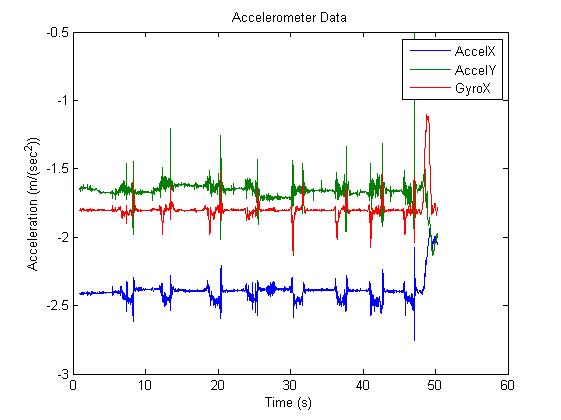 Accelerometer Data
-0.5
AccelX
AccelY
GyroX
-1
-1.5
-2
-2.5
-3
Acceleration (m/(sec²))
0 10 20 30 40 50 60
Time (s)